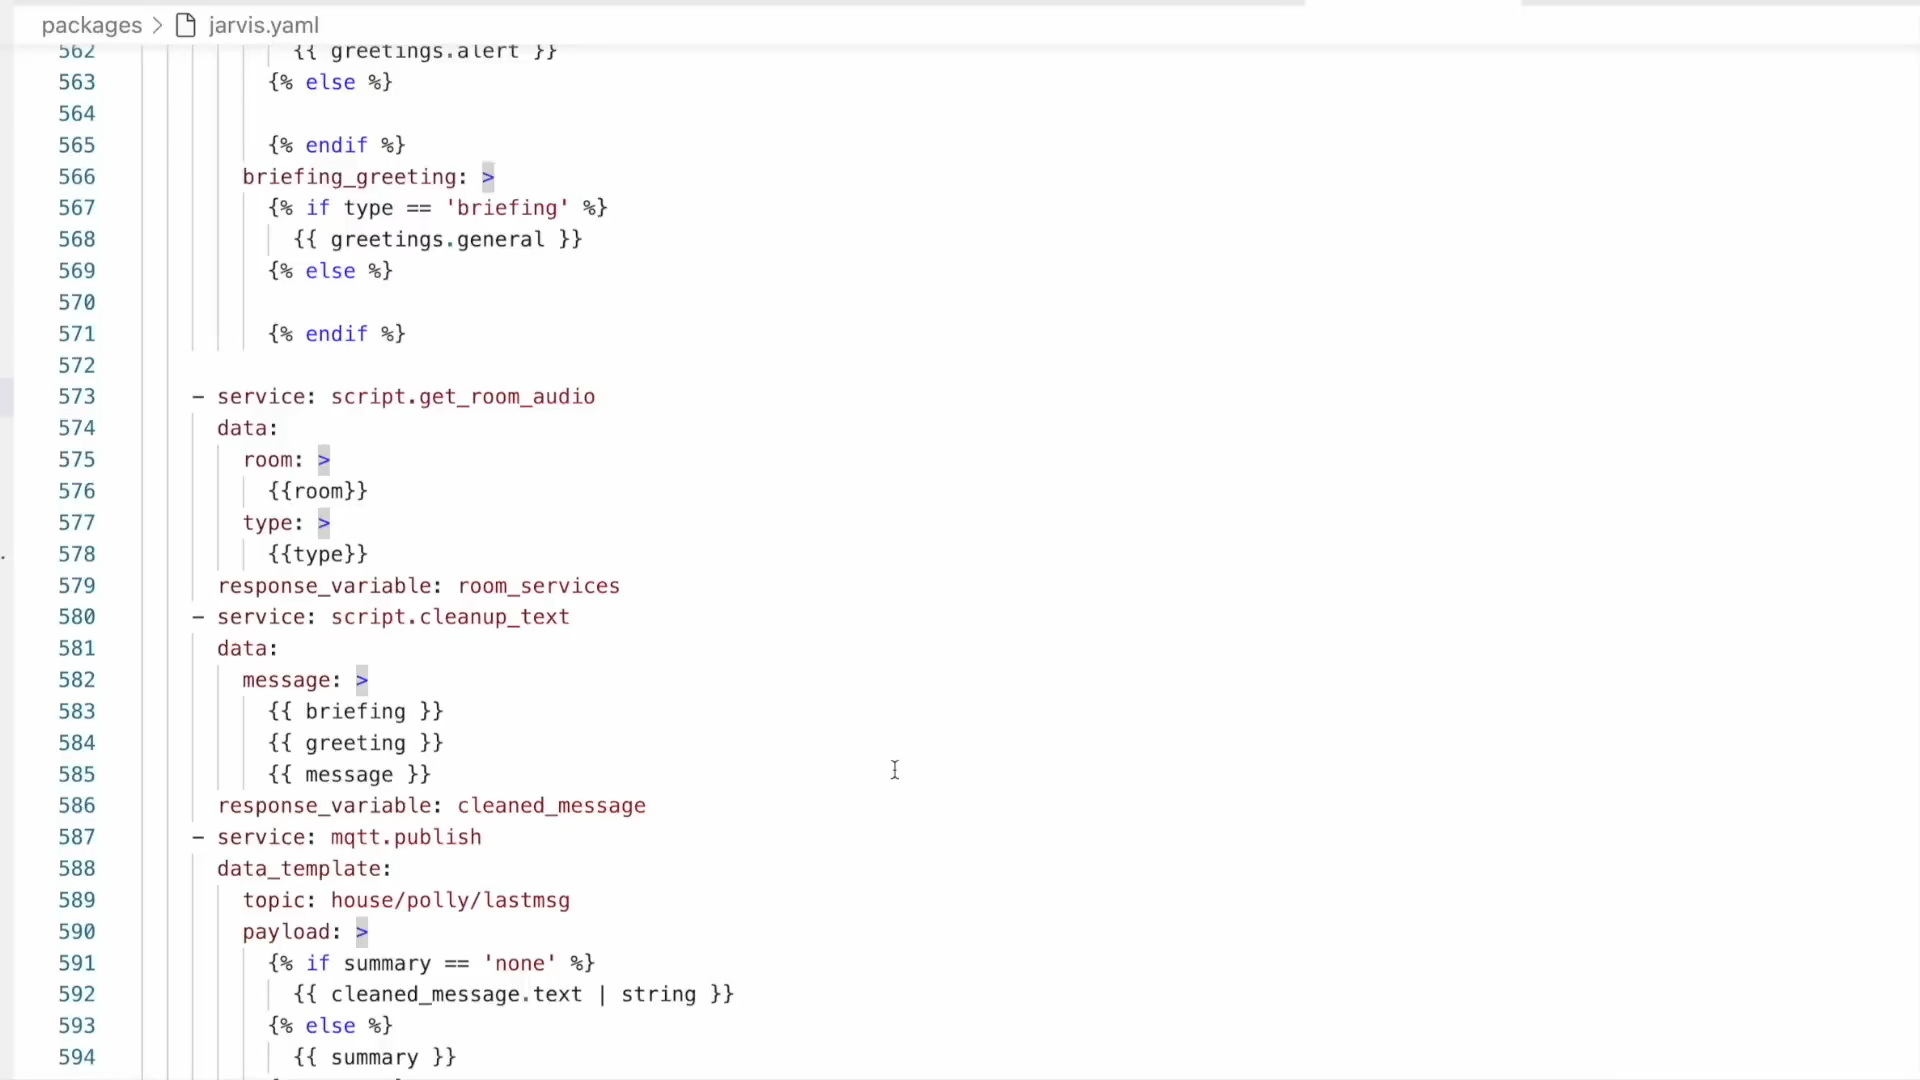 packages > jarvis.yaml
562 {{ greetings.alert }}
563 {% else %}
564
565 {% endif %}
566 briefing_greeting: >
567 {% if type == 'briefing' %}
568 {{ greetings.general }}
569 {% else %}
570
571 {% endif %}
572
573 - service: script.get_room_audio
574 data:
575 room: >
576 {{room}}
577 type: >
578 {{type}}
579 response_variable: room_services
580 - service: script.cleanup_text
581 data:
582 message: >
583 {{ briefing }}
584 {{ greeting }}
585 {{ message }}
586 response_variable: cleaned_message
587 - service: mqtt.publish
588 data_template:
589 topic: house/polly/lastmsg
590 payload: >
591 {% if summary == 'none' %}
592 {{ cleaned_message.text | string }}
593 {% else %}
594 {{ summary }}